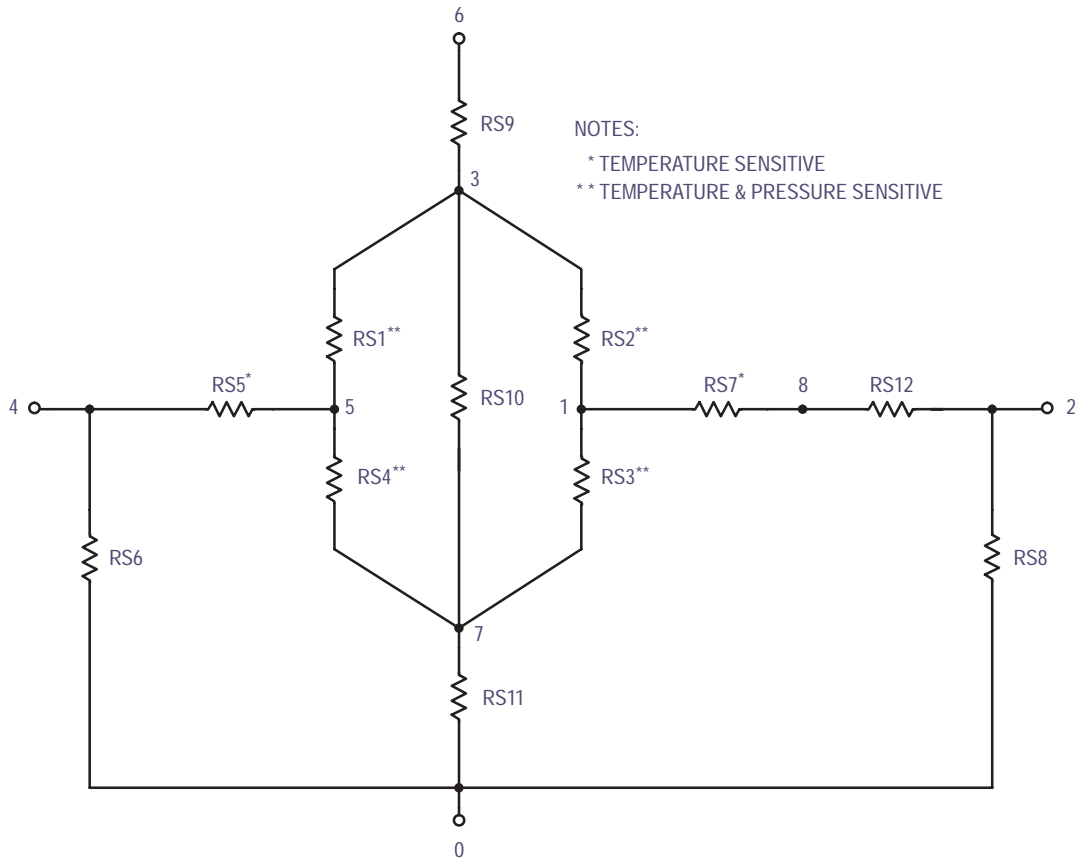 6
RS9
NOTES:
* TEMPERATURE SENSITIVE
** TEMPERATURE & PRESSURE SENSITIVE
3
RS1**
RS2**
RS5*
RS7*
8
RS12
4
5
RS10
1
2
RS4**
RS3**
RS6
RS8
7
RS11
0